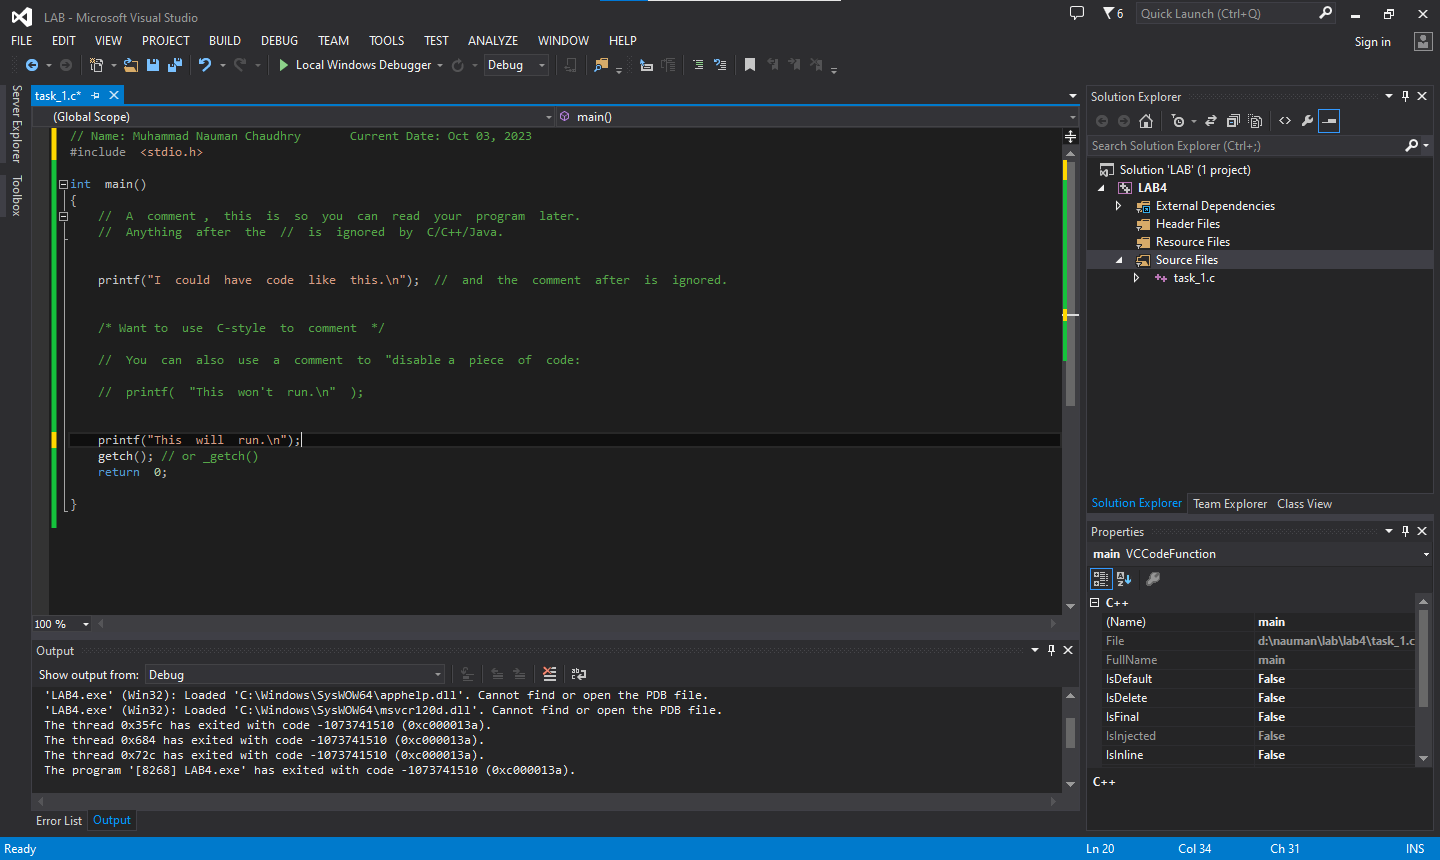 LAB - Microsoft Visual Studio
6
Quick Launch (Ctrl+Q)
FILE EDIT VIEW PROJECT BUILD DEBUG TEAM TOOLS TEST ANALYZE WINDOW HELP
Sign in
Local Windows Debugger
Debug
Server Explorer
Toolbox
task_1.c*
(Global Scope)
main()
// Name: Muhammad Nauman Chaudhry       Current Date: Oct 03, 2023
#include  <stdio.h>
int  main()
{
// A  comment ,  this  is  so  you  can  read  your  program  later.
// Anything  after  the  //  is  ignored  by  C/C++/Java.
printf("I  could  have  code  like  this.\n");  //  and  the  comment  after  is  ignored.
/* Want to  use  C-style  to  comment  */
//  You  can  also  use  a  comment  to  "disable a  piece  of  code:
//  printf(  "This  won't  run.\n"  );
printf("This  will  run.\n");
getch(); // or _getch()
return  0;
}
100 %
Output
Show output from: Debug
'LAB4.exe' (Win32): Loaded 'C:\Windows\SysWOW64\apphelp.dll'. Cannot find or open the PDB file.
'LAB4.exe' (Win32): Loaded 'C:\Windows\SysWOW64\msvcr120d.dll'. Cannot find or open the PDB file.
The thread 0x35fc has exited with code -1073741510 (0xc000013a).
The thread 0x684 has exited with code -1073741510 (0xc000013a).
The thread 0x72c has exited with code -1073741510 (0xc000013a).
The program '[8268] LAB4.exe' has exited with code -1073741510 (0xc000013a).
Error List Output
Solution Explorer
Search Solution Explorer (Ctrl+;)
Solution 'LAB' (1 project)
LAB4
External Dependencies
Header Files
Resource Files
Source Files
task_1.c
Solution Explorer Team Explorer Class View
Properties
main VCCodeFunction
C++
(Name) main
File d:\nauman\lab\lab4\task_1.c
FullName main
IsDefault False
IsDelete False
IsFinal False
IsInjected False
IsInline False
C++
Ready
Ln 20 Col 34 Ch 31 INS